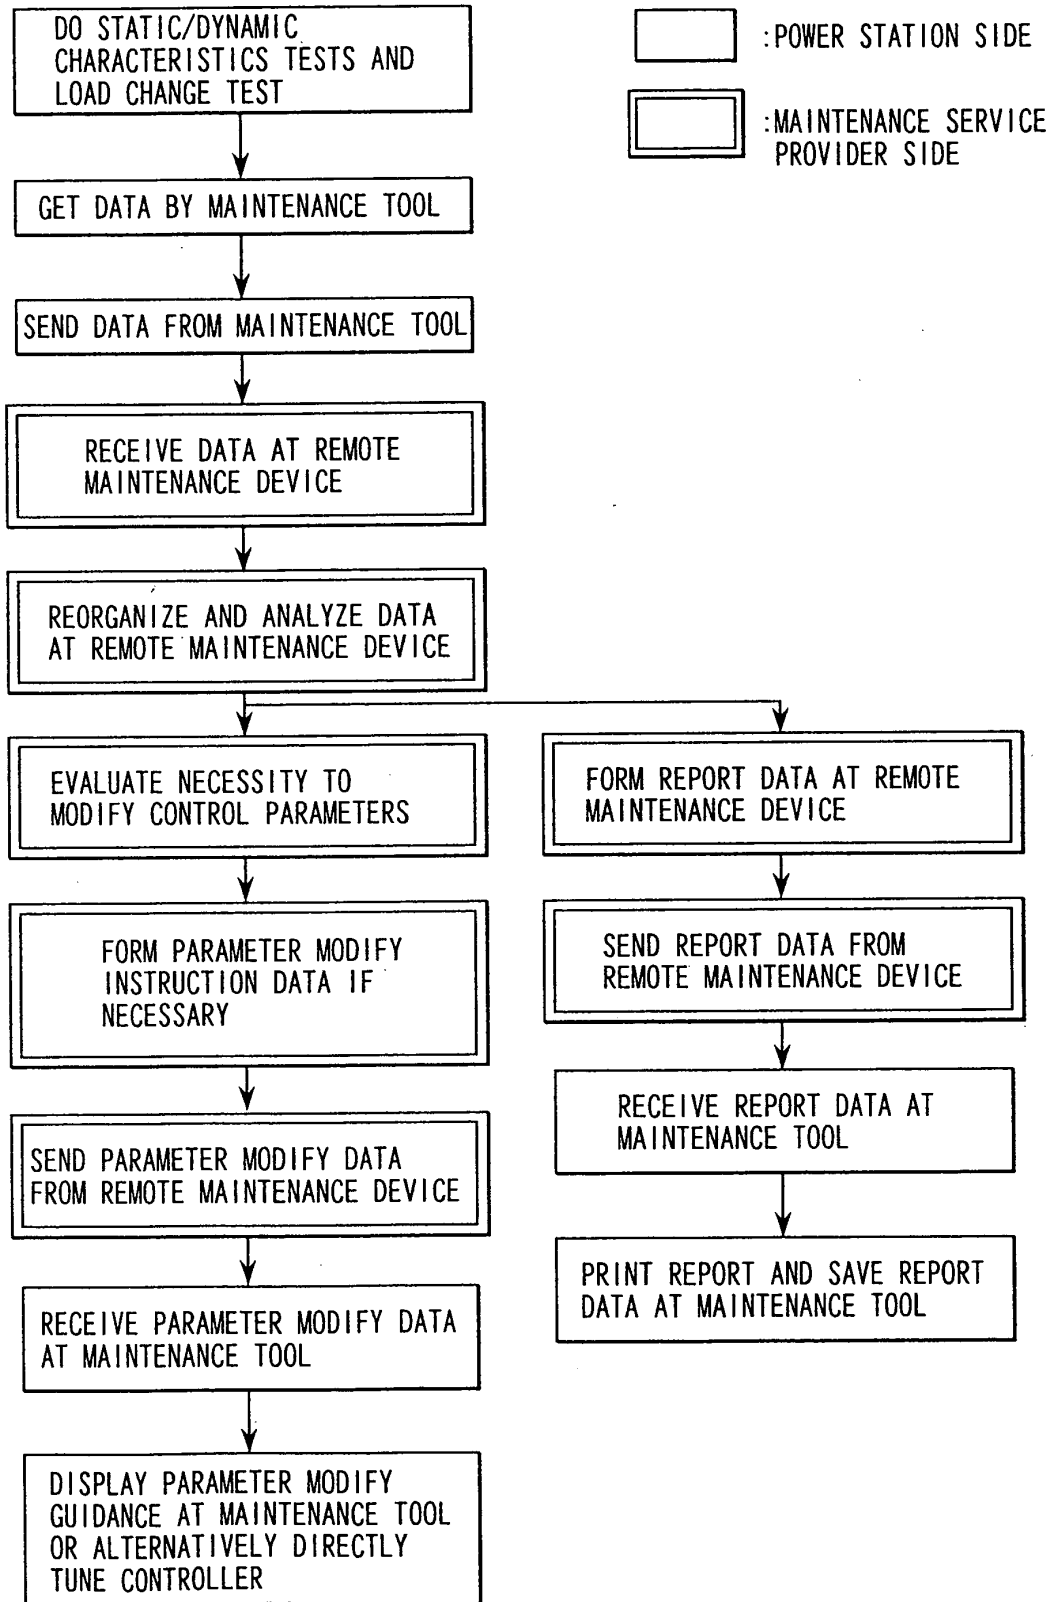 DO STATIC/DYNAMIC
CHARACTERISTICS TESTS AND
LOAD CHANGE TEST
:POWER STATION SIDE
:MAINTENANCE SERVICE
PROVIDER SIDE
GET DATA BY MAINTENANCE TOOL
SEND DATA FROM MAINTENANCE TOOL
RECEIVE DATA AT REMOTE
MAINTENANCE DEVICE
REORGANIZE AND ANALYZE DATA
AT REMOTE MAINTENANCE DEVICE
EVALUATE NECESSITY TO
MODIFY CONTROL PARAMETERS
FORM PARAMETER MODIFY
INSTRUCTION DATA IF
NECESSARY
SEND PARAMETER MODIFY DATA
FROM REMOTE MAINTENANCE DEVICE
RECEIVE PARAMETER MODIFY DATA
AT MAINTENANCE TOOL
DISPLAY PARAMETER MODIFY
GUIDANCE AT MAINTENANCE TOOL
OR ALTERNATIVELY DIRECTLY
TUNE CONTROLLER
FORM REPORT DATA AT REMOTE
MAINTENANCE DEVICE
SEND REPORT DATA FROM
REMOTE MAINTENANCE DEVICE
RECEIVE REPORT DATA AT
MAINTENANCE TOOL
PRINT REPORT AND SAVE REPORT
DATA AT MAINTENANCE TOOL